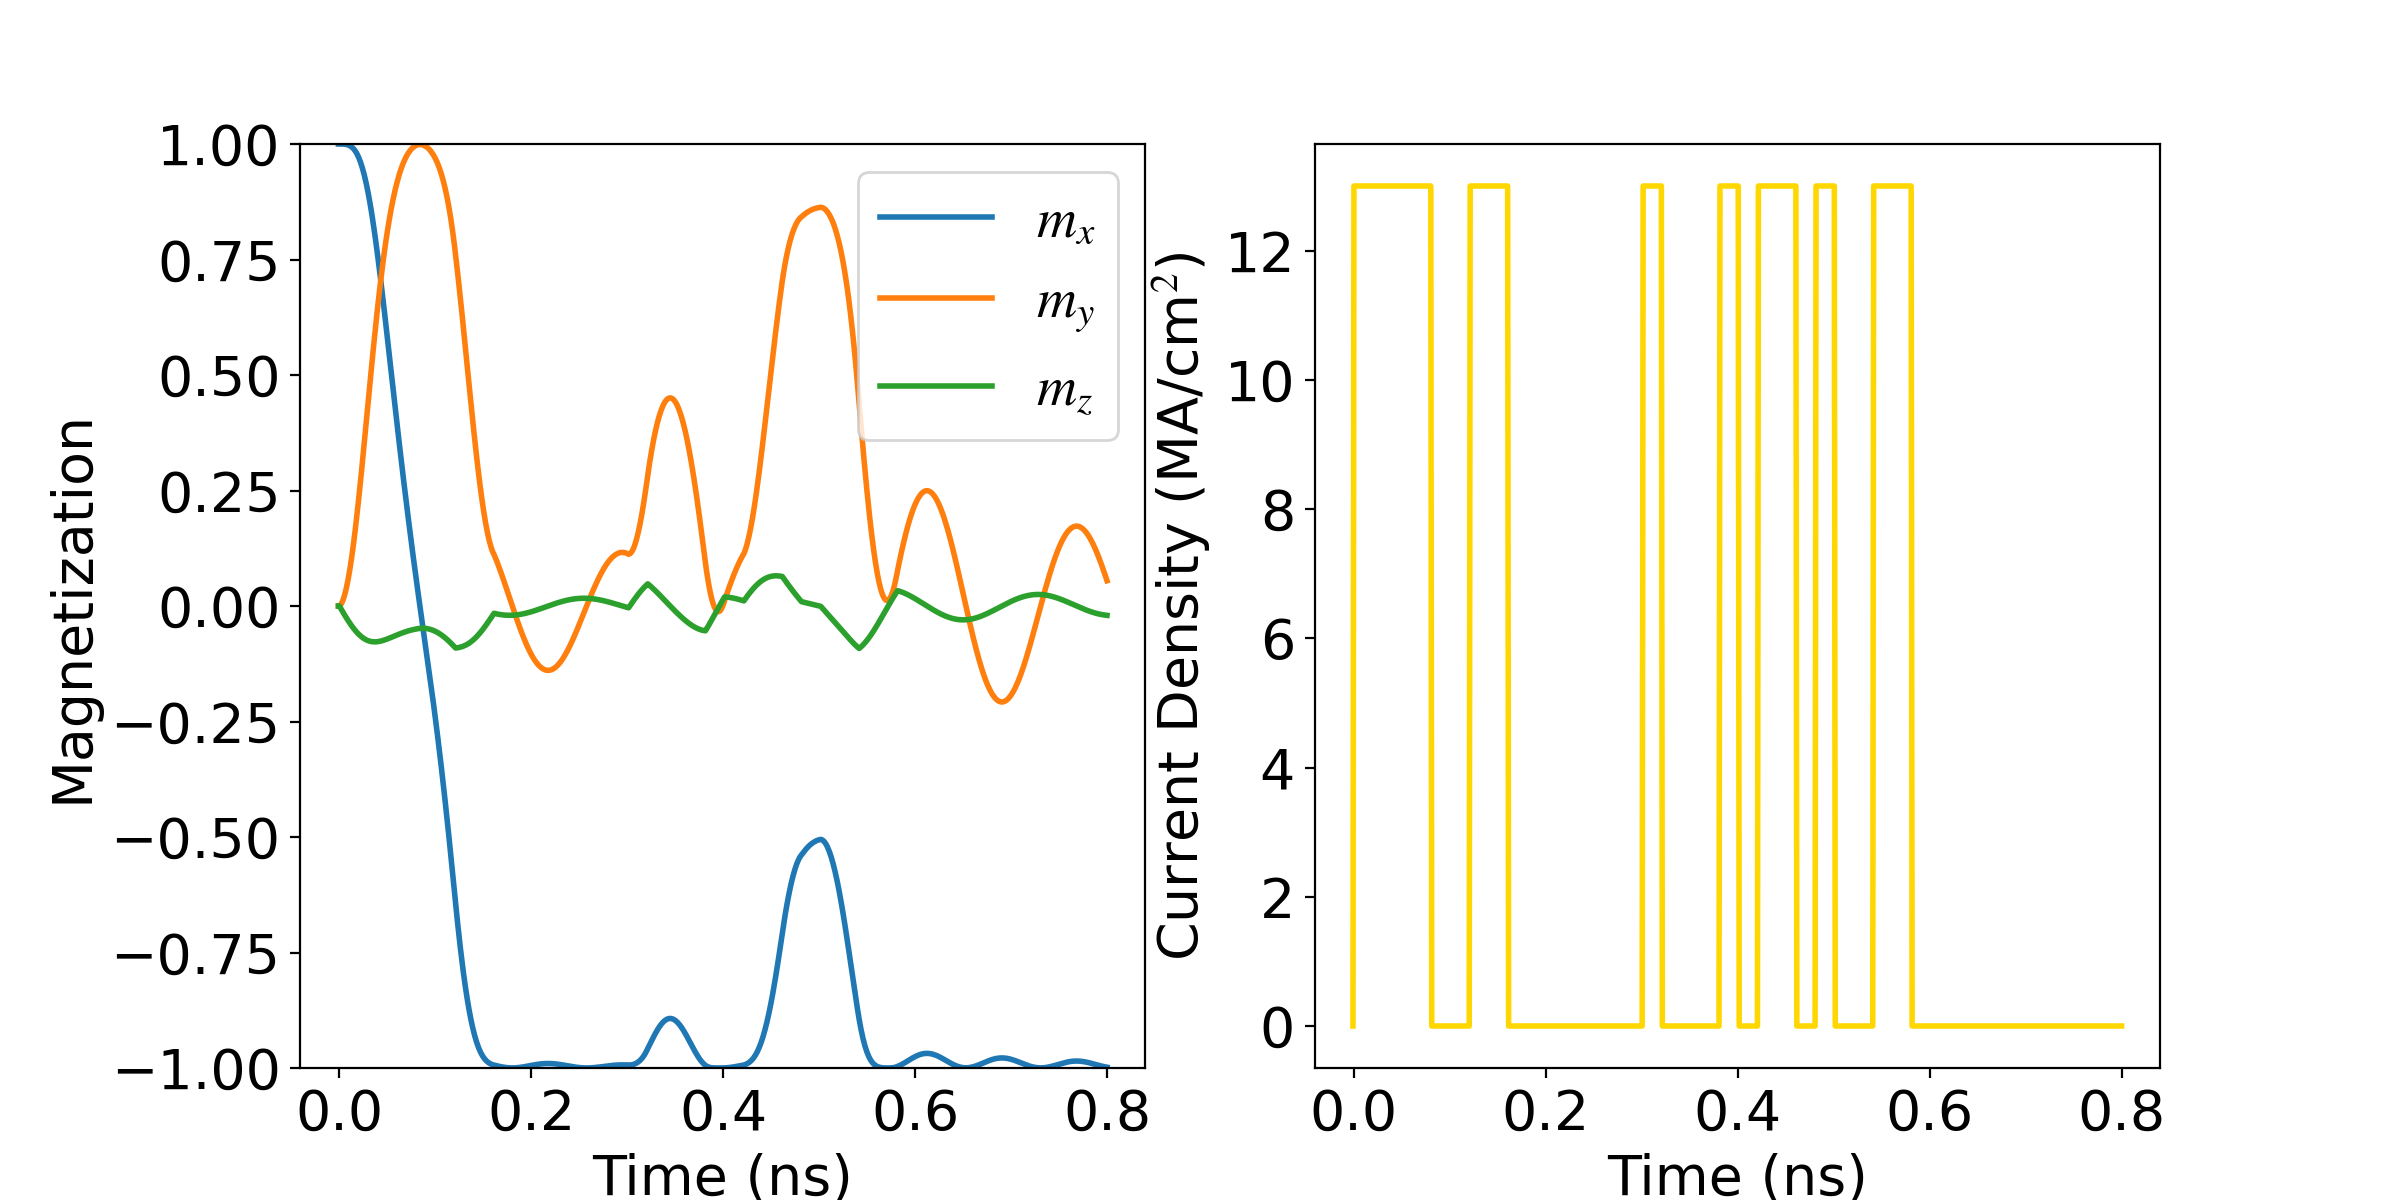 Magnetization
1.00
0.75
0.50
0.25
0.00
−0.25
−0.50
−0.75
−1.00
0.0 0.2 0.4 0.6 0.8
Time (ns)
m_x
m_y
m_z
Current Density (MA/cm²)
12
10
8
6
4
2
0
0.0 0.2 0.4 0.6 0.8
Time (ns)